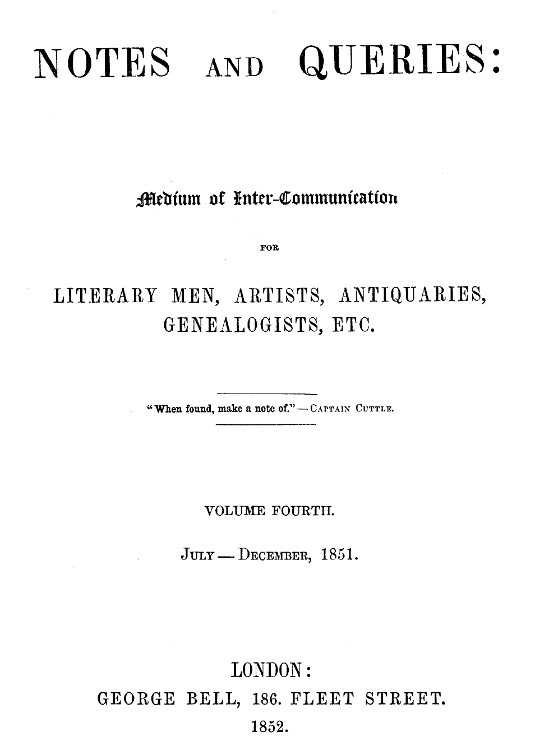 NOTES AND QUERIES:
Medium of Inter-Communication
FOR
LITERARY MEN, ARTISTS, ANTIQUARIES,
GENEALOGISTS, ETC.
"When found, make a note of." — CAPTAIN CUTTLE.
VOLUME FOURTH.
JULY — DECEMBER, 1851.
LONDON:
GEORGE BELL, 186. FLEET STREET.
1852.